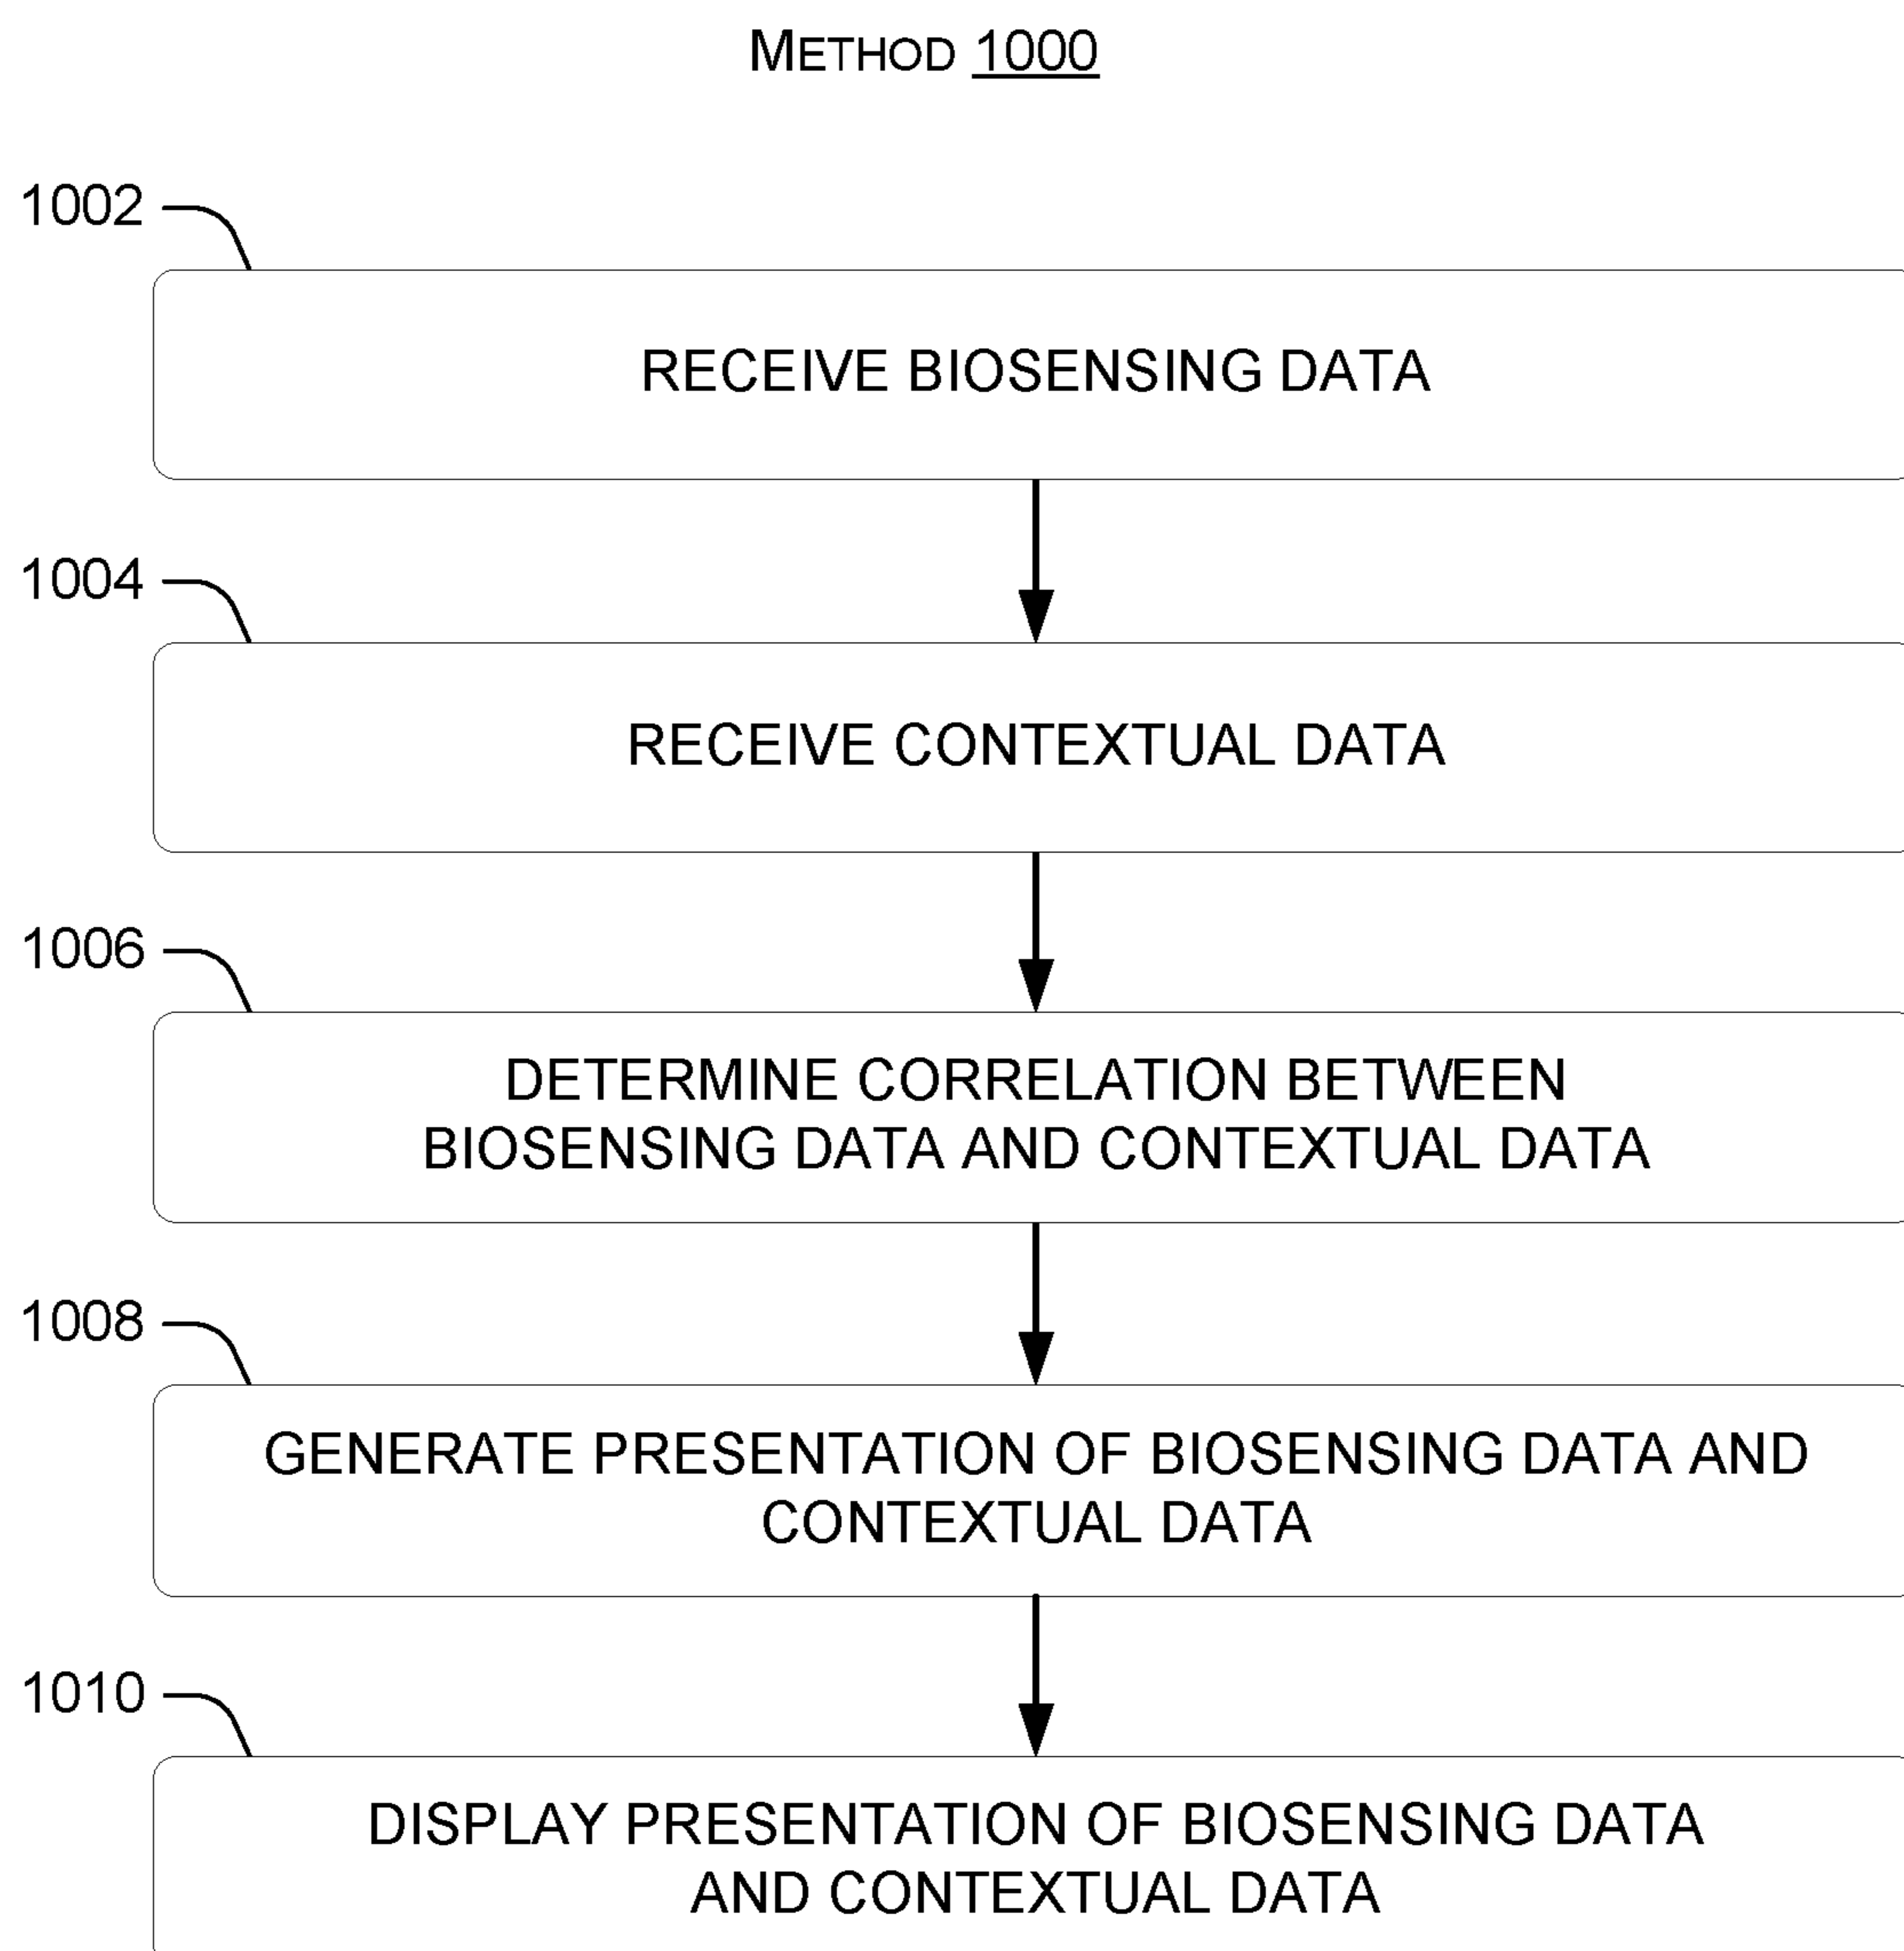 METHOD 1000
1002
RECEIVE BIOSENSING DATA
1004
RECEIVE CONTEXTUAL DATA
1006
DETERMINE CORRELATION BETWEEN
BIOSENSING DATA AND CONTEXTUAL DATA
1008
GENERATE PRESENTATION OF BIOSENSING DATA AND
CONTEXTUAL DATA
1010
DISPLAY PRESENTATION OF BIOSENSING DATA
AND CONTEXTUAL DATA